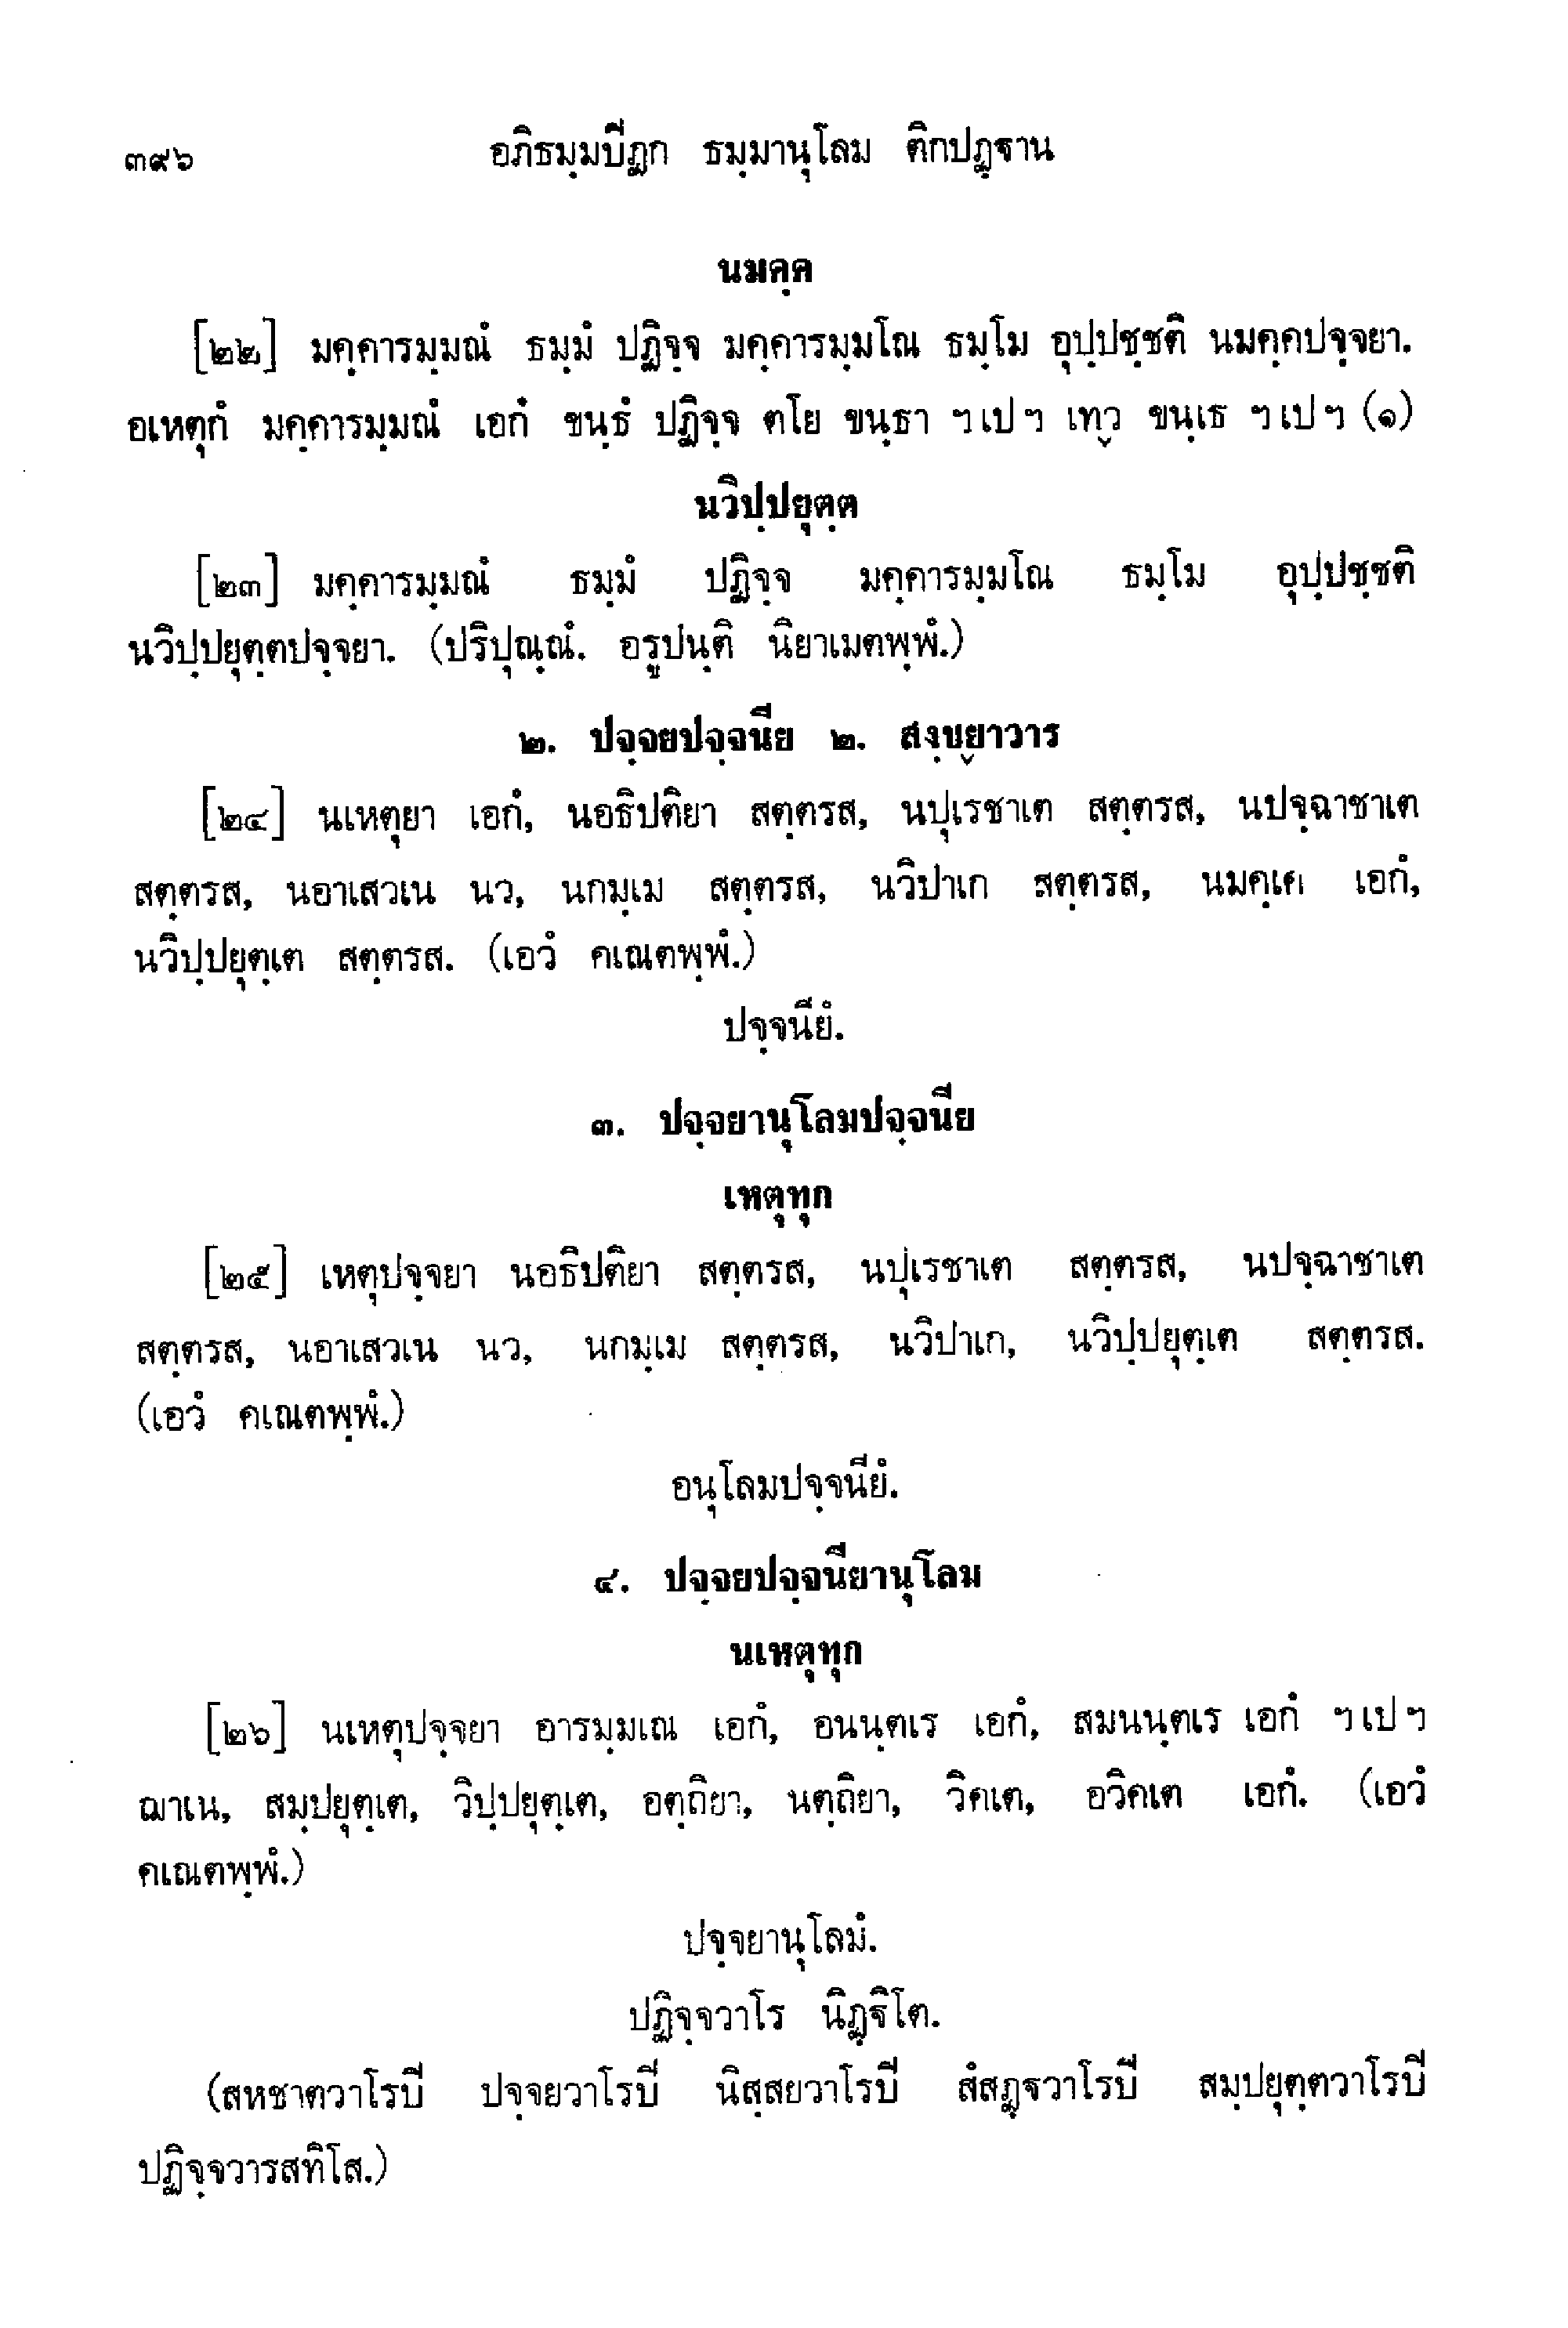 ๓๙๖ อภิธมฺมปีฏก ธมฺมานุโลม ติกปฏฺฐาน
นมคฺค
[๒๒] มคฺคารมฺมณํ ธมฺมํ ปฏิจฺจ มคฺคารมฺมโณ ธมฺโม อุปฺปชฺชติ นมคฺคปจฺจยา.
อเหตุกํ มคฺคารมฺมณํ เอกํ ขนฺธํ ปฏิจฺจ ตโย ขนฺธา ฯเปฯ เทฺว ขนฺเธ ฯเปฯ (๑)
นวิปฺปยุตฺต
[๒๓] มคฺคารมฺมณํ ธมฺมํ ปฏิจฺจ มคฺคารมฺมโณ ธมฺโม อุปฺปชฺชติ
นวิปฺปยุตฺตปจฺจยา. (ปริปุณฺณํ. อรูปนฺติ นิยาเมตพฺพํ.)
๒. ปจฺจยปจฺจนีย ๒. สงฺขฺยาวาร
[๒๔] นเหตุยา เอกํ, นอธิปติยา สตฺตรส, นปุเรชาเต สตฺตรส, นปจฺฉาชาเต
สตฺตรส, นอาเสวเน นว, นกมฺเม สตฺตรส, นวิปาเก สตฺตรส, นมคฺเค เอกํ,
นวิปฺปยุตฺเต สตฺตรส. (เอวํ คเณตพฺพํ.)
ปจฺจนียํ.
๓. ปจฺจยานุโลมปจฺจนีย
เหตุทุก
[๒๕] เหตุปจฺจยา นอธิปติยา สตฺตรส, นปุเรชาเต สตฺตรส, นปจฺฉาชาเต
สตฺตรส, นอาเสวเน นว, นกมฺเม สตฺตรส, นวิปาเก, นวิปฺปยุตฺเต สตฺตรส.
(เอวํ คเณตพฺพํ.)
อนุโลมปจฺจนียํ.
๔. ปจฺจยปจฺจนียานุโลม
นเหตุทุก
[๒๖] นเหตุปจฺจยา อารมฺมเณ เอกํ, อนนฺตเร เอกํ, สมนนฺตเร เอกํ ฯเปฯ
ฌาเน, สมฺปยุตฺเต, วิปฺปยุตฺเต, อตฺถิยา, นตฺถิยา, วิคเต, อวิคเต เอกํ. (เอวํ
คเณตพฺพํ.)
ปจฺจยานุโลมํ.
ปฏิจฺจวาโร นิฏฺฐิโต.
(สหชาตวาโรปี ปจฺจยวาโรปี นิสฺสยวาโรปี สํสฏฺฐวาโรปี สมฺปยุตฺตวาโรปี
ปฏิจฺจวารสทิโส.)